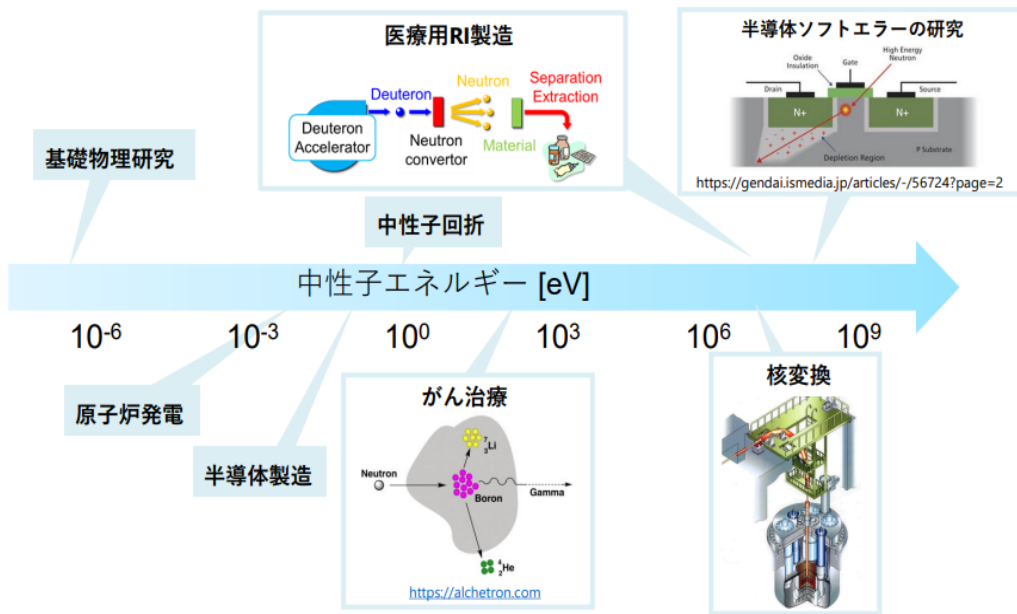 医療用RI製造
Deuteron
Neutron
Separation
Extraction
Deuteron
Accelerator
Neutron
convertor
Material
半導体ソフトエラーの研究
Oxide
Insulation
Gate
High Energy
Neutron
Drain
Source
N+
N+
Depletion Region
P Substrate
https://gendai.ismedia.jp/articles/-/56724?page=2
基礎物理研究
中性子回折
中性子エネルギー [eV]
10⁻⁶
10⁻³
10⁰
10³
10⁶
10⁹
原子炉発電
半導体製造
がん治療
⁷₃Li
Neutron
Boron
Gamma
⁴₂He
https://alchetron.com
核変換